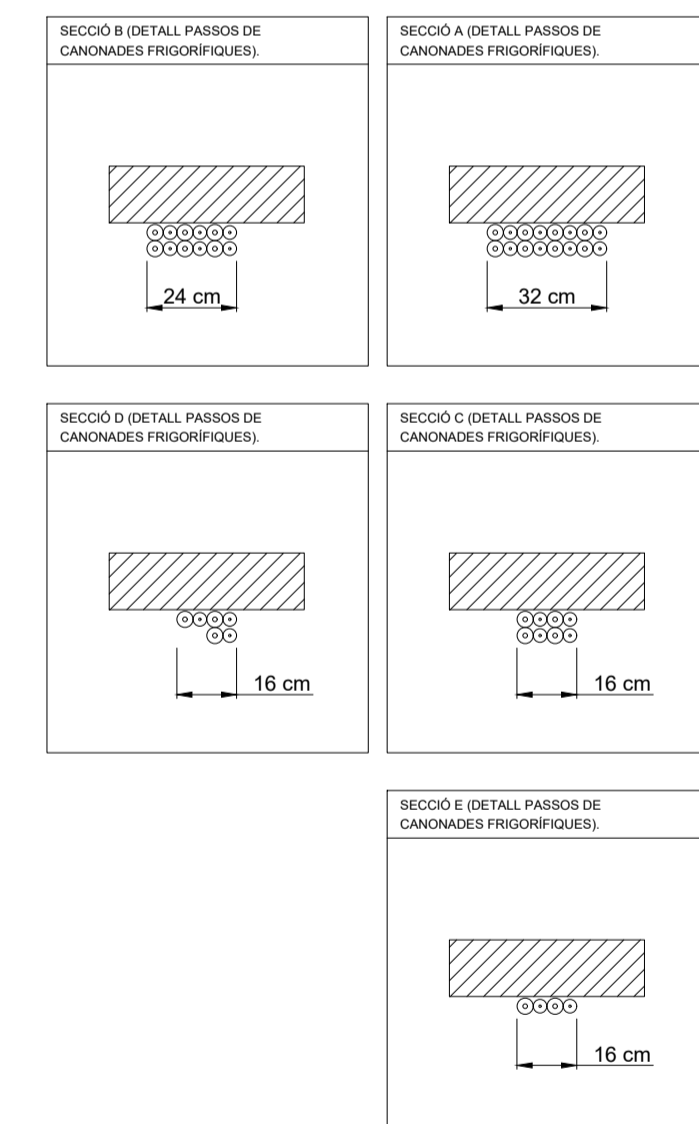 SECCIÓ B (DETALL PASSOS DE
CANONADES FRIGORÍFIQUES).
24 cm
SECCIÓ A (DETALL PASSOS DE
CANONADES FRIGORÍFIQUES).
32 cm
SECCIÓ D (DETALL PASSOS DE
CANONADES FRIGORÍFIQUES).
16 cm
SECCIÓ C (DETALL PASSOS DE
CANONADES FRIGORÍFIQUES).
16 cm
SECCIÓ E (DETALL PASSOS DE
CANONADES FRIGORÍFIQUES).
16 cm